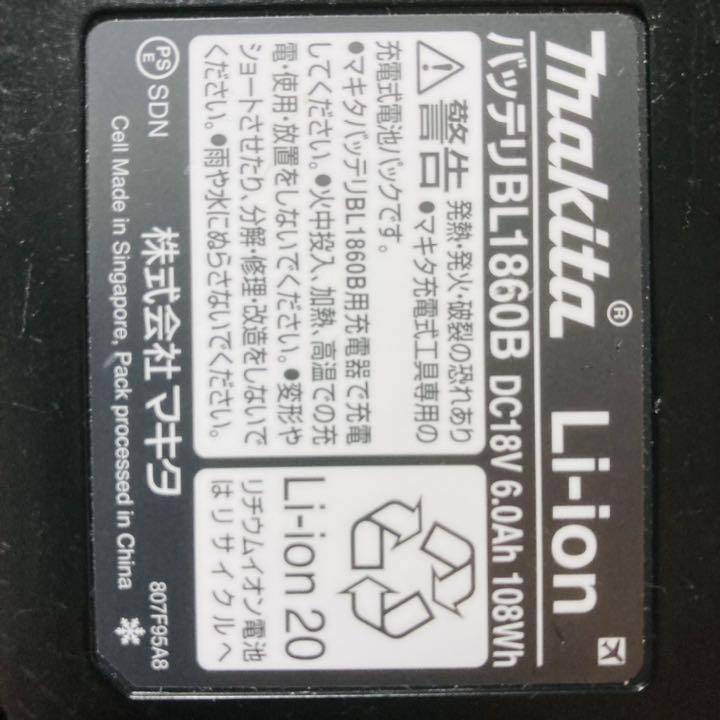 makita® Li-ion
バッテリBL1860B DC18V 6.0Ah 108Wh
警告 発熱・発火・破裂の恐れあり
●マキタ充電式工具専用の
充電式電池パックです。
●マキタバッテリBL1860B用充電器で充電
してください。●火中投入、加熱、高温での充
電・使用・放置をしないでください。●変形や
ショートさせたり、分解・修理・改造をしないで
ください。●雨や水にぬらさないでください。
Li-ion 20
リチウムイオン電池
はリサイクルへ
PS
E
SDN
株式会社マキタ
807F95A8
Cell Made in Singapore, Pack processed in China